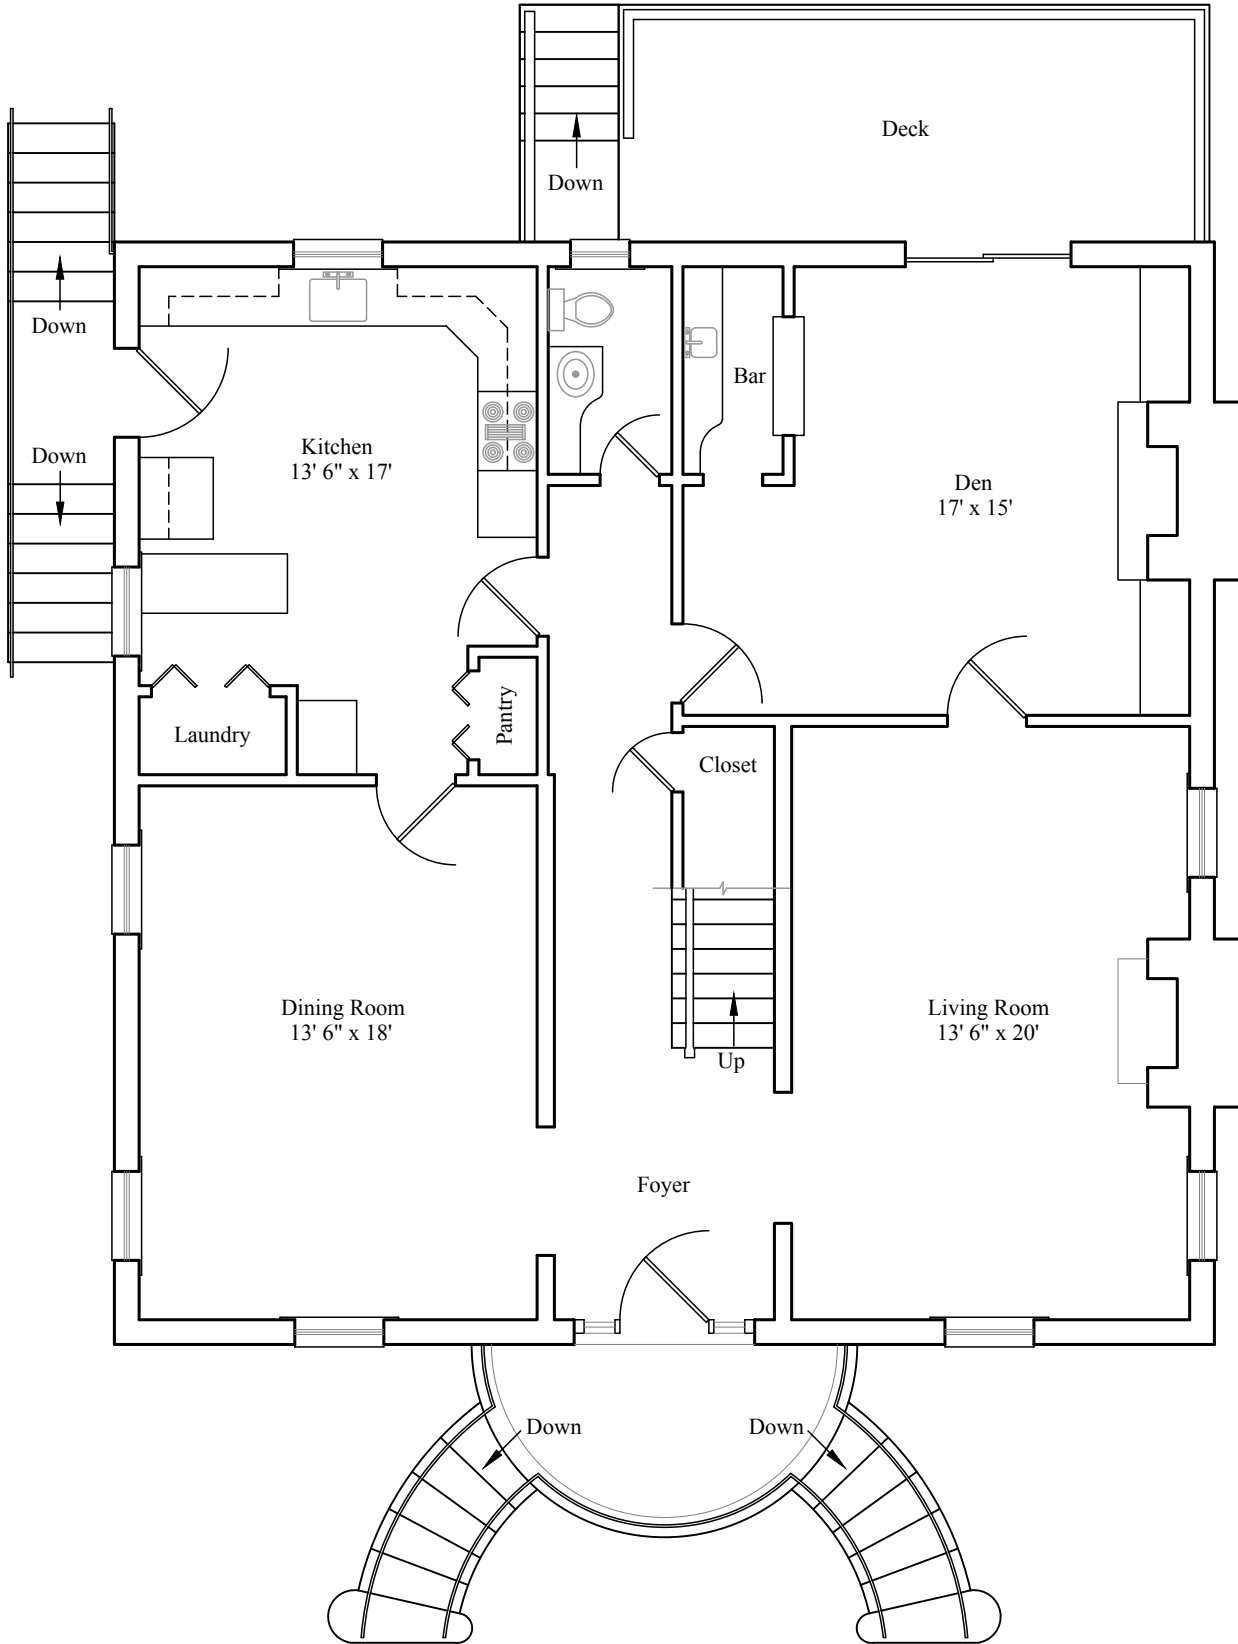 Deck
Down
Down
Down
Kitchen
13' 6" x 17'
Bar
Den
17' x 15'
Laundry
Pantry
Closet
Dining Room
13' 6" x 18'
Living Room
13' 6" x 20'
Up
Foyer
Down
Down